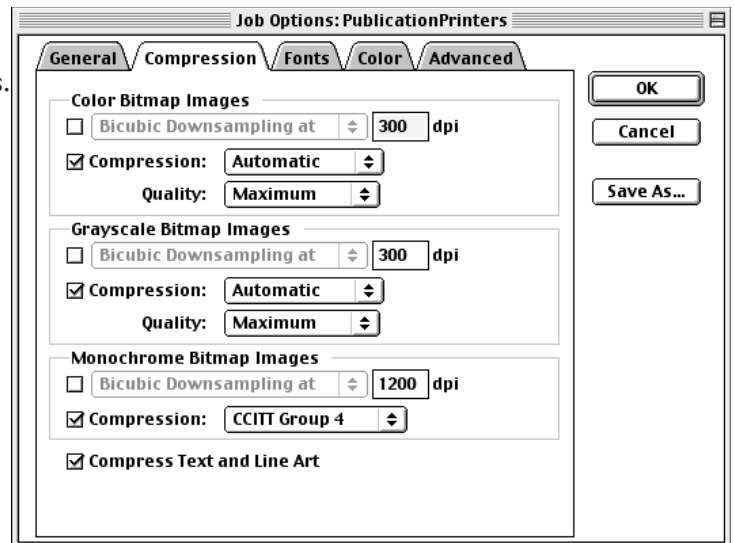 Job Options: PublicationPrinters
General Compression Fonts Color Advanced
s.
Color Bitmap Images
Bicubic Downsampling at 300 dpi
Compression: Automatic
Quality: Maximum
Grayscale Bitmap Images
Bicubic Downsampling at 300 dpi
Compression: Automatic
Quality: Maximum
Monochrome Bitmap Images
Bicubic Downsampling at 1200 dpi
Compression: CCITT Group 4
Compress Text and Line Art
OK
Cancel
Save As...